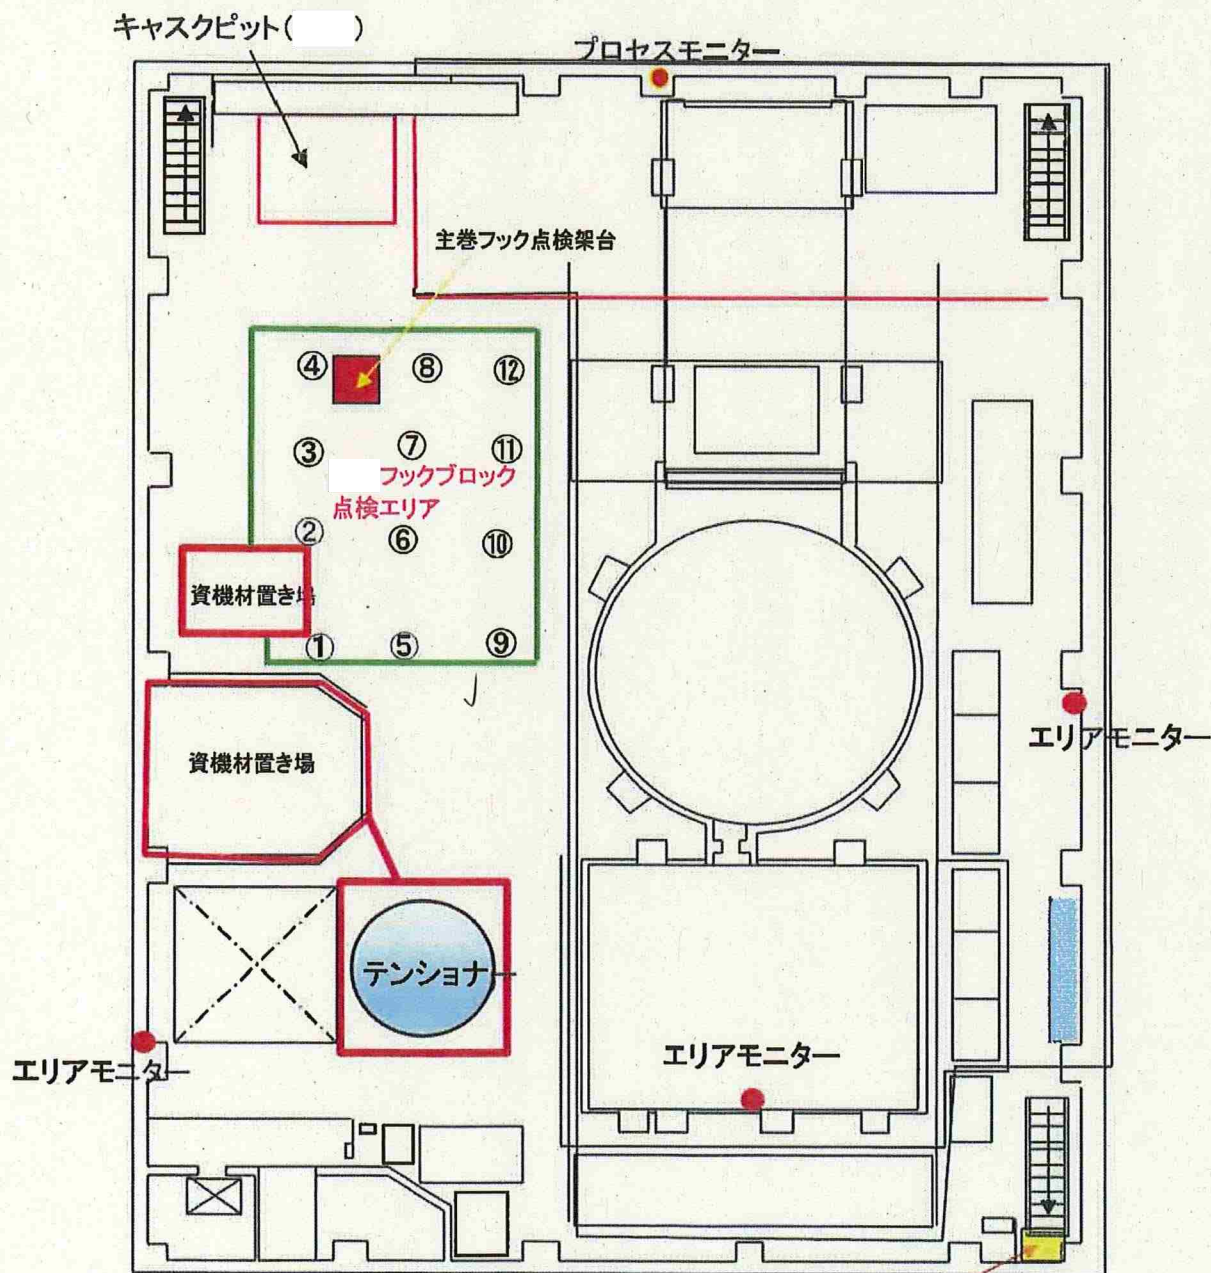 キャスクピット( )
プロセスモニター
主巻フック点検架台
④ ⑧ ⑫
③ ⑦ ⑪
フックブロック
点検エリア
② ⑥ ⑩
資機材置き場
① ⑤ ⑨
資機材置き場
エリアモニター
テンショナー
エリアモニター
エリアモニター